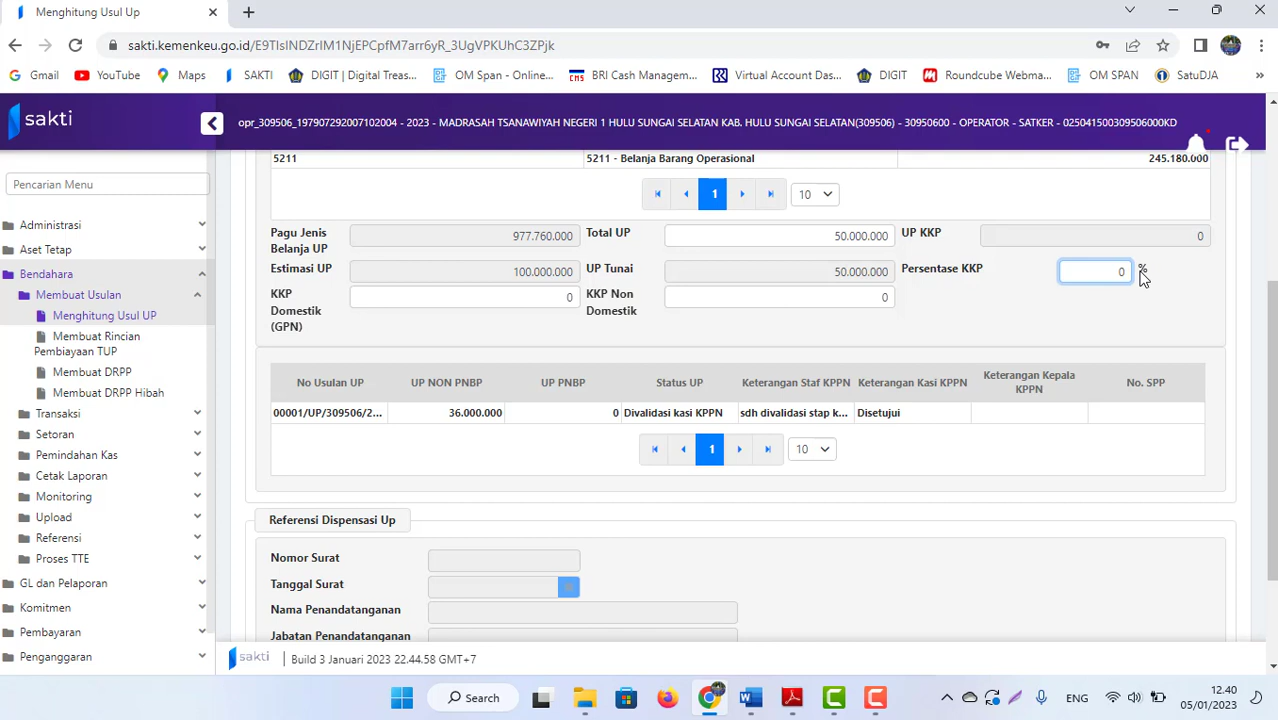 Menghitung Usul Up
sakti.kemenkeu.go.id/E9TIsINDZrIM1NjEPCpfM7arr6yR_3UgVPKUhC3ZPjk
Gmail YouTube Maps SAKTI DIGIT | Digital Treas... OM Span - Online... BRI Cash Managem... Virtual Account Das... DIGIT Roundcube Webma... OM SPAN SatuDJA »
sakti
opr_309506_197907292007102004 - 2023 - MADRASAH TSANAWIYAH NEGERI 1 HULU SUNGAI SELATAN KAB. HULU SUNGAI SELATAN(309506) - 30950600 - OPERATOR - SATKER - 025041500309506000KD
Pencarian Menu
Administrasi
Aset Tetap
Bendahara
Membuat Usulan
Menghitung Usul UP
Membuat Rincian
Pembiayaan TUP
Membuat DRPP
Membuat DRPP Hibah
Transaksi
Setoran
Pemindahan Kas
Cetak Laporan
Monitoring
Upload
Referensi
Proses TTE
GL dan Pelaporan
Komitmen
Pembayaran
Penganggaran
5211 5211 - Belanja Barang Operasional 245.180.000
1 10
Pagu Jenis
Belanja UP 977.760.000 Total UP 50.000.000 UP KKP 0
Estimasi UP 100.000.000 UP Tunai 50.000.000 Persentase KKP 0 %
KKP
Domestik
(GPN) 0 KKP Non
Domestik 0
No Usulan UP UP NON PNBP UP PNBP Status UP Keterangan Staf KPPN Keterangan Kasi KPPN Keterangan Kepala
KPPN No. SPP
00001/UP/309506/2... 36.000.000 0 Divalidasi kasi KPPN sdh divalidasi stap k... Disetujui
1 10
Referensi Dispensasi Up
Nomor Surat
Tanggal Surat
Nama Penandatanganan
Jabatan Penandatanganan
sakti | Build 3 Januari 2023 22.44.58 GMT+7
Search
ENG
12.40
05/01/2023